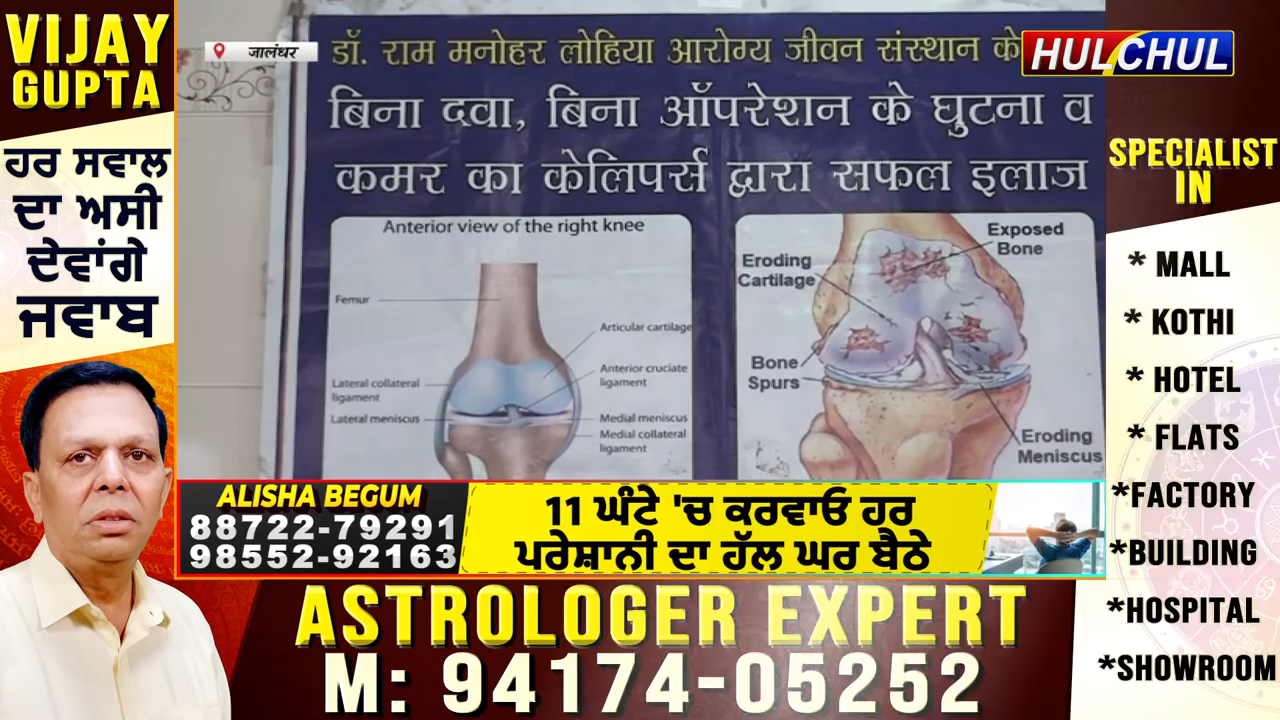 VIJAY
GUPTA
ਹਰ ਸਵਾਲ
ਦਾ ਅਸੀ
ਦੇਵਾਂਗੇ
ਜਵਾਬ
जालंधर
डॉ. राम मनोहर लोहिया आरोग्य जीवन संस्थान के
HULCHUL
बिना दवा, बिना ऑपरेशन के घुटना व
कमर का केलिपर्स द्वारा सफल इलाज
Anterior view of the right knee
Femur
Articular cartilage
Anterior cruciate
ligament
Lateral collateral
ligament
Lateral meniscus
Medial meniscus
Medial collateral
ligament
Exposed
Bone
Eroding
Cartilage
Bone
Spurs
Eroding
Meniscus
SPECIALIST
IN
* MALL
* KOTHI
* HOTEL
* FLATS
*FACTORY
*BUILDING
*HOSPITAL
*SHOWROOM
ALISHA BEGUM
88722-79291
98552-92163
11 ਘੰਟੇ 'ਚ ਕਰਵਾਓ ਹਰ
ਪਰੇਸ਼ਾਨੀ ਦਾ ਹੱਲ ਘਰ ਬੈਠੇ
ASTROLOGER EXPERT
M: 94174-05252